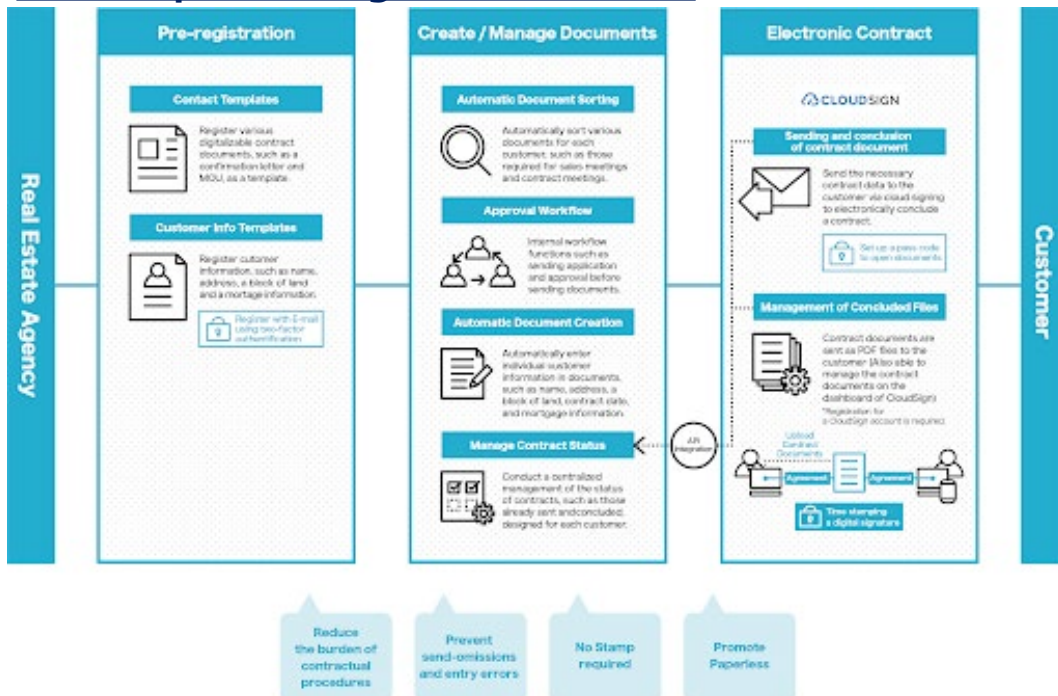 Real Estate Agency
Pre-registration
Contact Templates
Register various
digitalizable contract
documents, such as a
confirmation letter and
MOU, as a template.
Customer Info Templates
Register cutomer
information, such as name,
address, a block of land
and a mortage information.
Register with E-mail
using two-factor
authentification
Create / Manage Documents
Automatic Document Sorting
Automatically sort various
documents for each
customer, such as those
required for sales meetings
and contract meetings.
Approval Workflow
Internal workflow
functions such as
sending application
and approval before
sending documents.
Automatic Document Creation
Automatically enter
individual customer
information in documents,
such as name, address, a
block of land, contract date,
and mortgage information.
Manage Contract Status
Conduct a centralized
management of the status
of contracts, such as those
already sent andconcluded,
designed for each customer.
API
Integration
Electronic Contract
CLOUDSIGN
Sending and conclusion
of contract document
Send the necessary
contract data to the
customer via cloud signing
to electronically conclude
a contract.
Set up a pass code
to open documents
Management of Concluded Files
Contract documents are
sent as PDF files to the
customer (Also able to
manage the contract
documents on the
dashboard of CloudSign)
*Registration for
a CloudSign account is required.
Upload
Contract
Documents
Agreement
Agreement
Time stamping
a digital signature
Customer
Reduce
the burden of
contractual
procedures
Prevent
send-omissions
and entry errors
No Stamp
required
Promote
Paperless